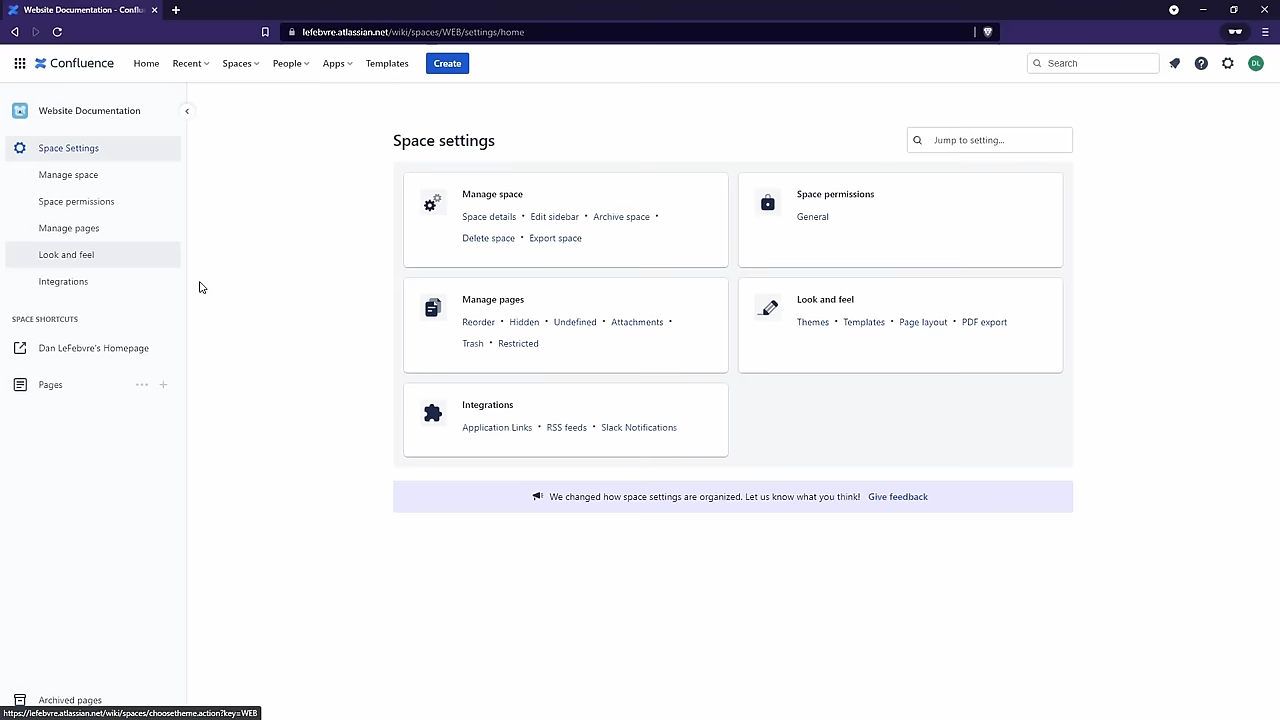 Website Documentation - Conflu
lefebvre.atlassian.net/wiki/spaces/WEB/settings/home
Confluence Home Recent Spaces People Apps Templates Create Search DL
Website Documentation
Space Settings
Manage space
Space permissions
Manage pages
Look and feel
Integrations
SPACE SHORTCUTS
Dan LeFebvre's Homepage
Pages
Archived pages
Space settings
Jump to setting...
Manage space
Space details • Edit sidebar • Archive space •
Delete space • Export space
Space permissions
General
Manage pages
Reorder • Hidden • Undefined • Attachments •
Trash • Restricted
Look and feel
Themes • Templates • Page layout • PDF export
Integrations
Application Links • RSS feeds • Slack Notifications
We changed how space settings are organized. Let us know what you think! Give feedback
https://lefebvre.atlassian.net/wiki/spaces/choosetheme.action?key=WEB